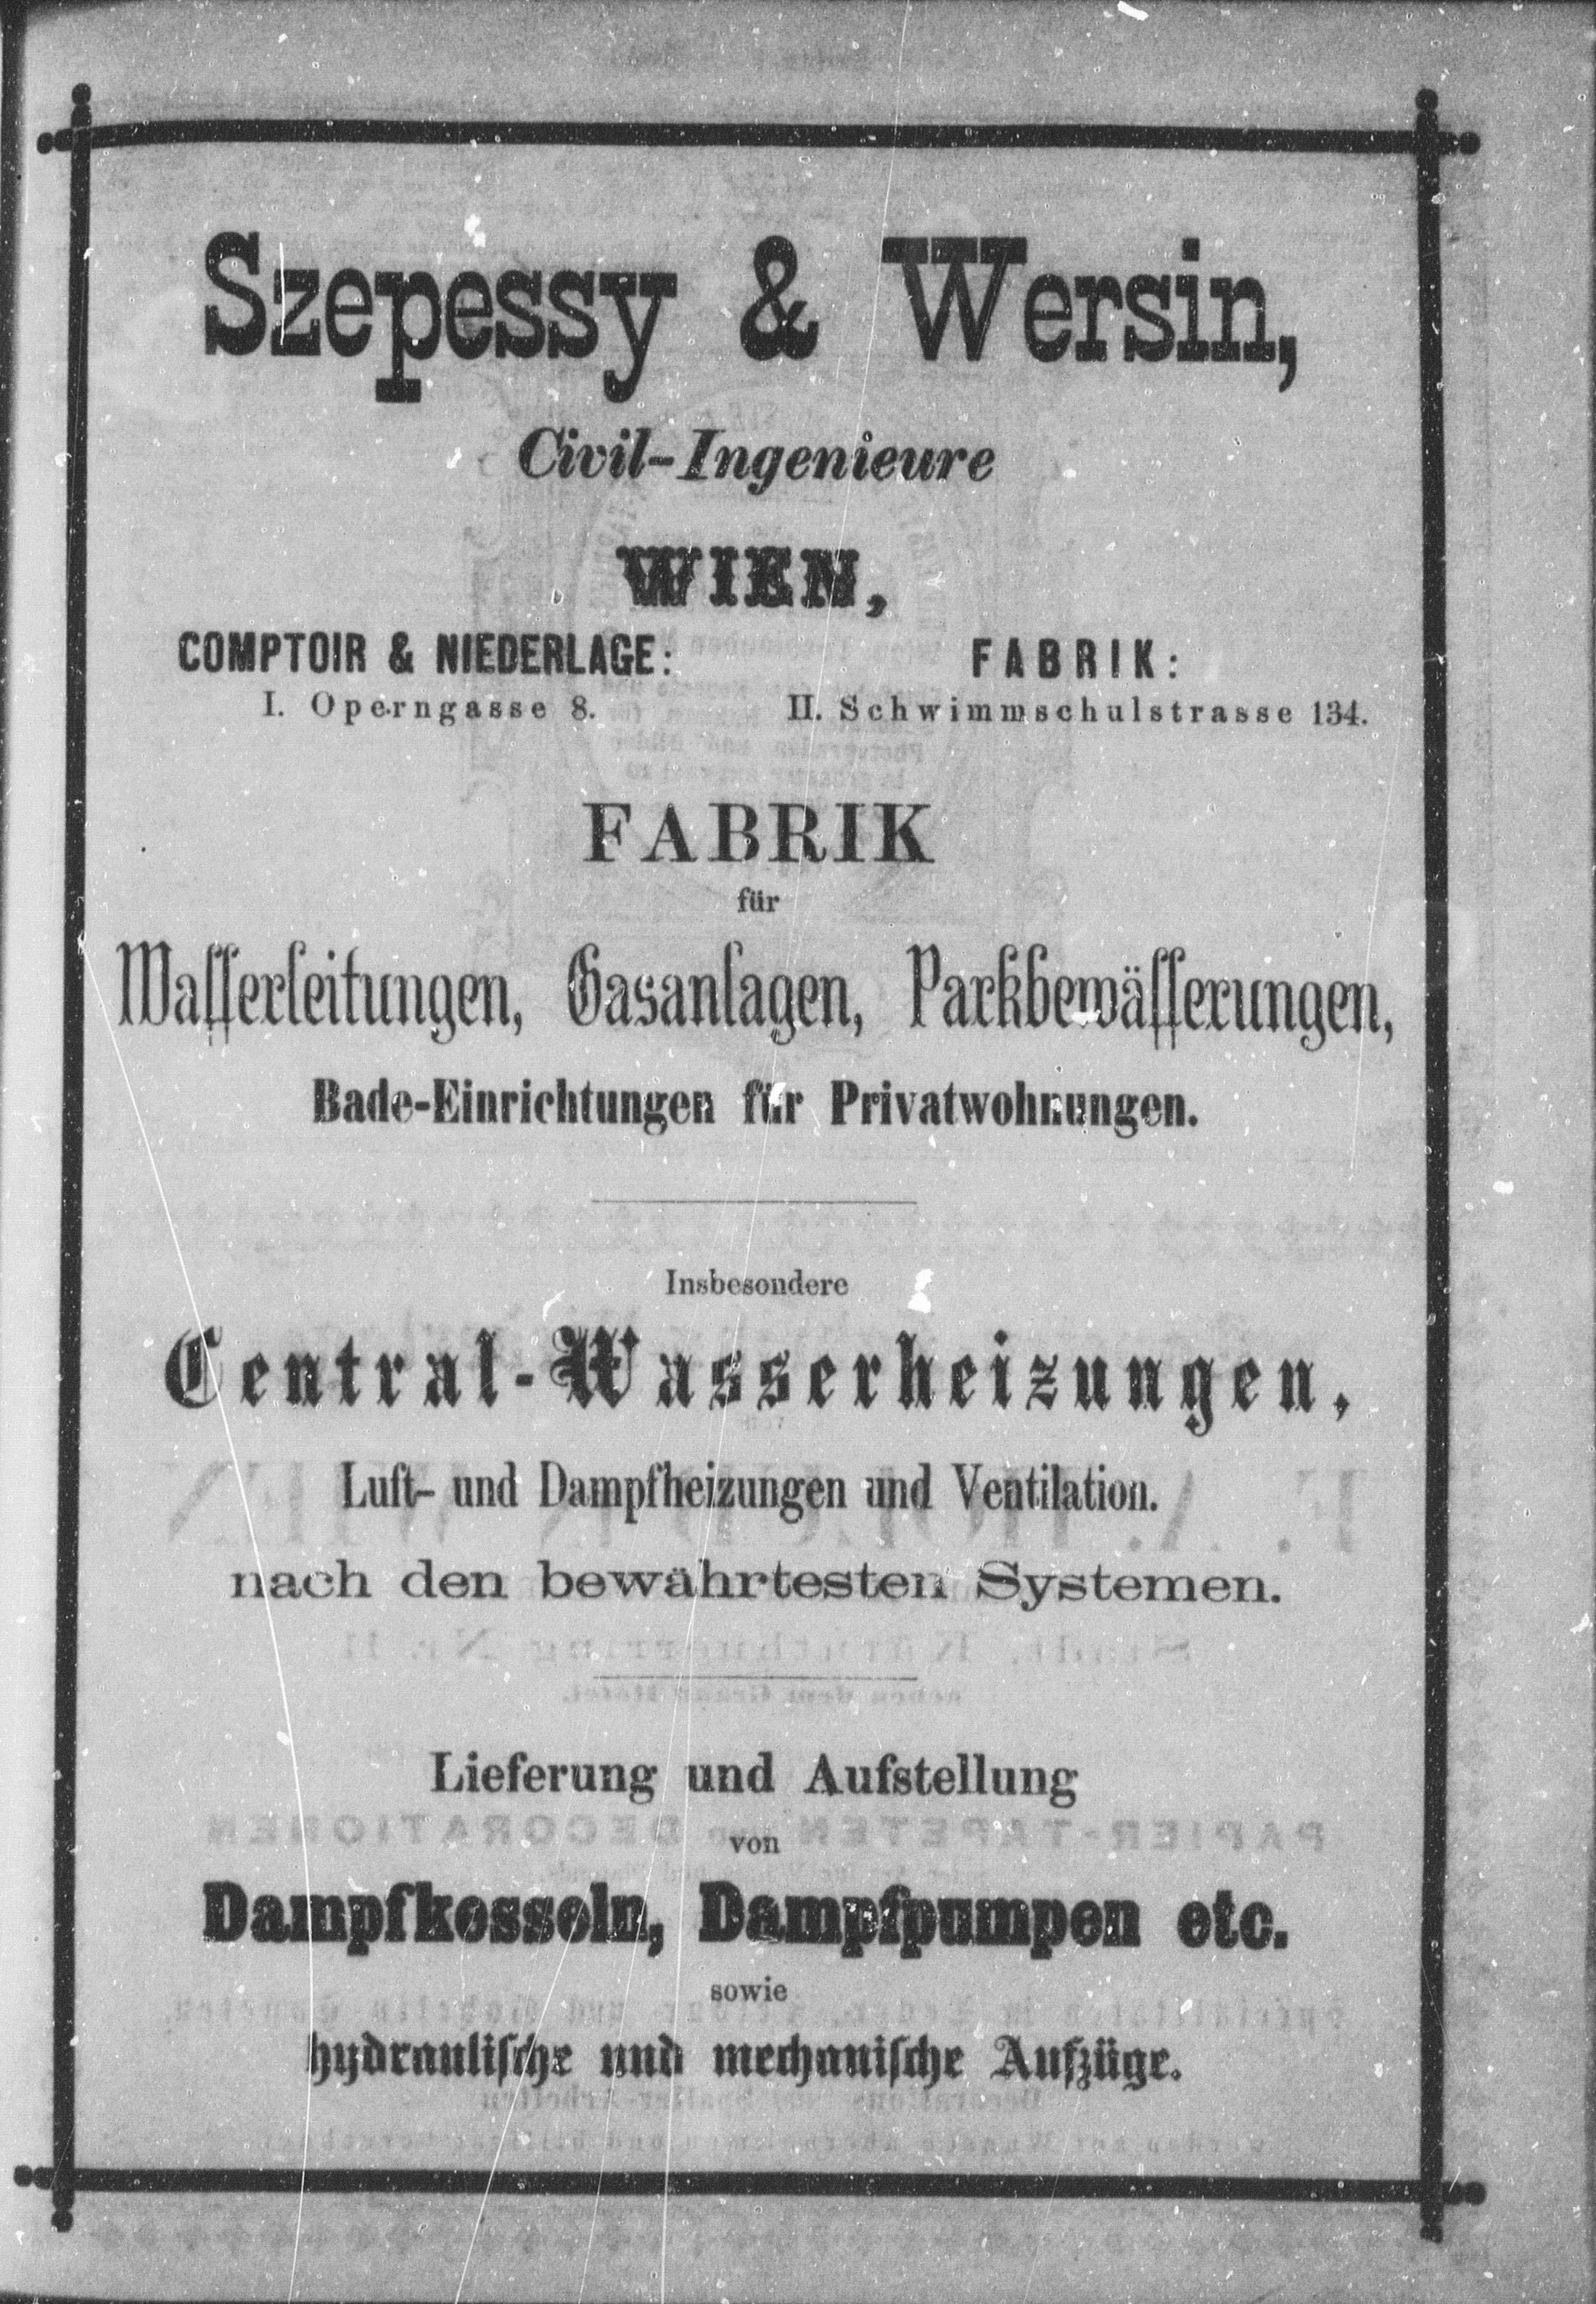 Szepessy & Wersin,
Civil-Ingenieure
WIEN,
COMPTOIR & NIEDERLAGE:
I. Operngasse 8.
FABRIK:
II. Schwimmschulstrasse 134.
FABRIK
für
Waſſerleitungen, Gasanlagen, Parkbewäſſerungen,
Bade-Einrichtungen für Privatwohnungen.
Insbesondere
Central-Wasserheizungen,
Luft- und Dampfheizungen und Ventilation.
nach den bewährtesten Systemen.
Lieferung und Aufstellung
von
Dampfkesseln, Dampfpumpen etc.
sowie
hydrauliſche und mechaniſche Aufzüge.